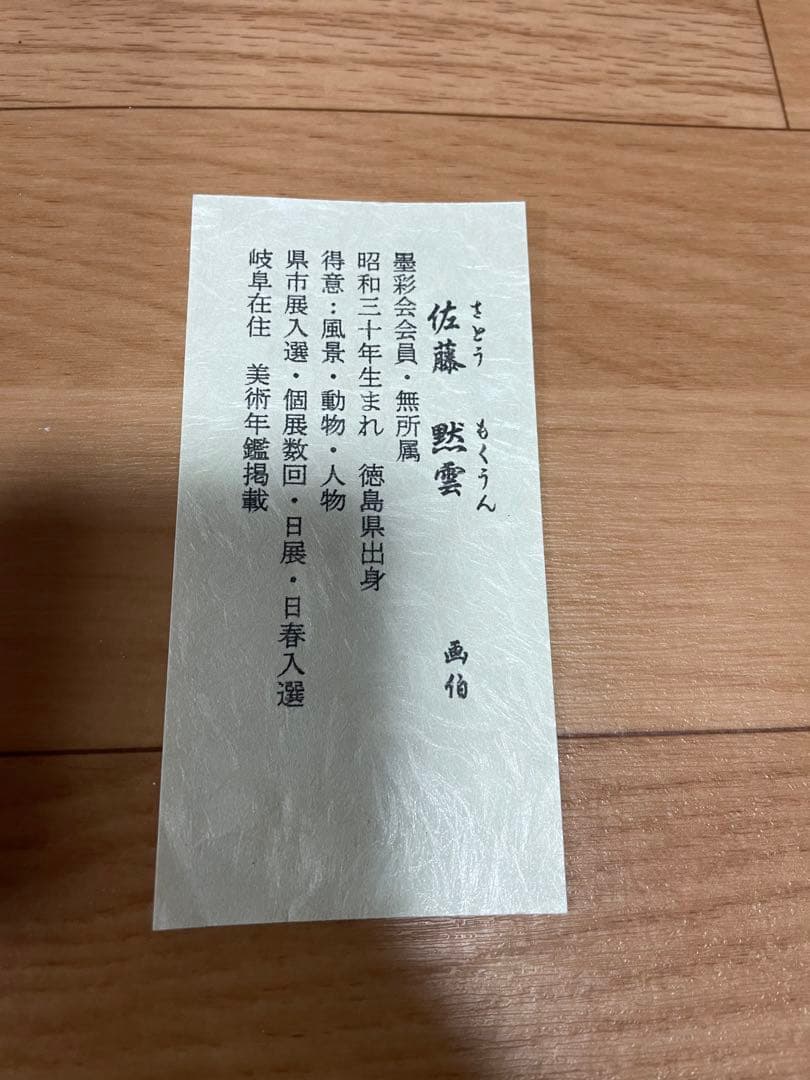 さとう もくうん
佐藤 黙雲 画伯
墨彩会会員・無所属
昭和三十年生まれ 徳島県出身
得意：風景・動物・人物
県市展入選・個展数回・日展・日春入選
岐阜在住 美術年鑑掲載